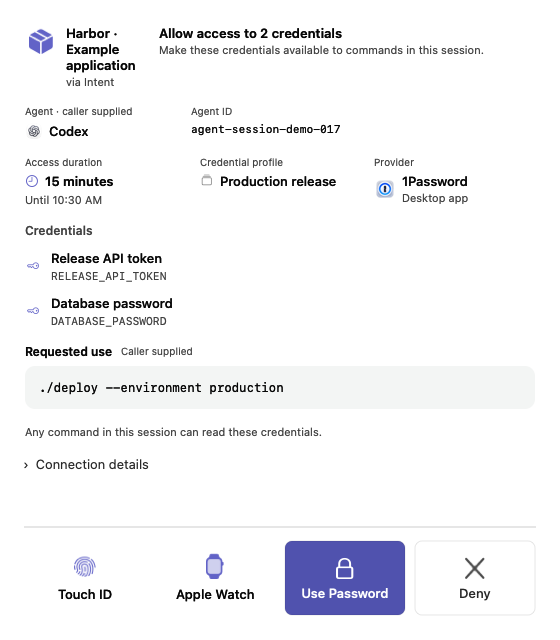 Harbor ·
Example
application
via Intent
Allow access to 2 credentials
Make these credentials available to commands in this session.
Agent · caller supplied
Codex
Agent ID
agent-session-demo-017
Access duration
15 minutes
Until 10:30 AM
Credential profile
Production release
Provider
1Password
Desktop app
Credentials
Release API token
RELEASE_API_TOKEN
Database password
DATABASE_PASSWORD
Requested use Caller supplied
./deploy --environment production
Any command in this session can read these credentials.
› Connection details
Touch ID
Apple Watch
Use Password
Deny